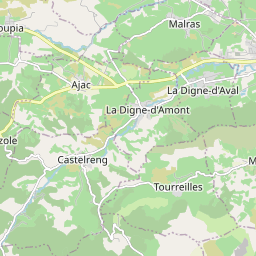 Malras
oupia
Ajac
La Digne-d'Aval
La Digne-d'Amont
zole
Castelreng
Tourreilles
M